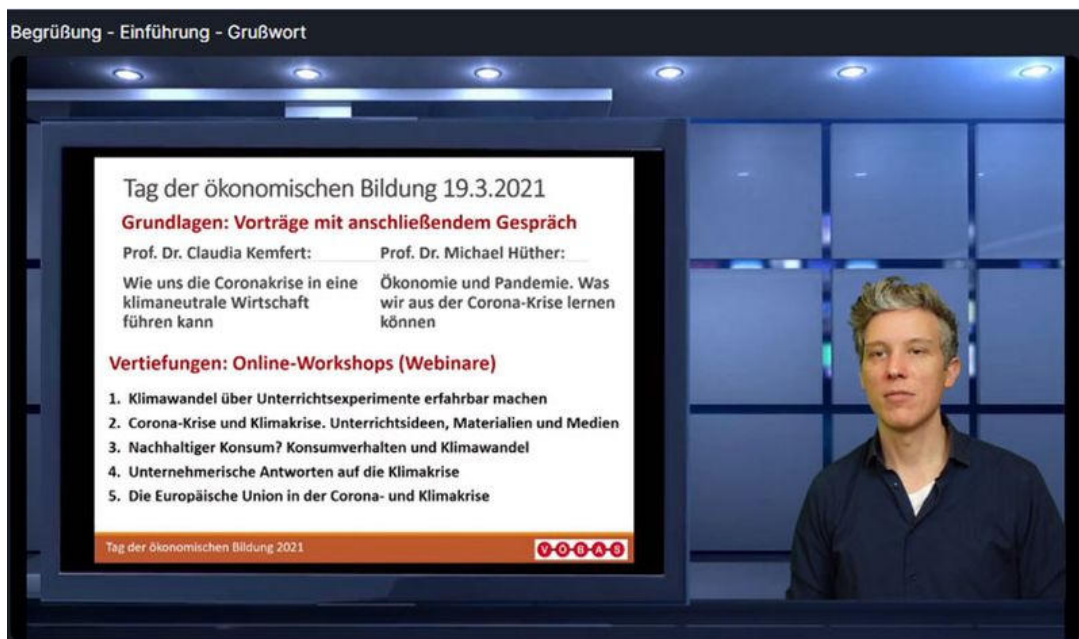 Begrüßung - Einführung - Grußwort
Tag der ökonomischen Bildung 19.3.2021
Grundlagen: Vorträge mit anschließendem Gespräch
Prof. Dr. Claudia Kemfert:
Wie uns die Coronakrise in eine
klimaneutrale Wirtschaft
führen kann
Prof. Dr. Michael Hüther:
Ökonomie und Pandemie. Was
wir aus der Corona-Krise lernen
können
Vertiefungen: Online-Workshops (Webinare)
1. Klimawandel über Unterrichtsexperimente erfahrbar machen
2. Corona-Krise und Klimakrise. Unterrichtsideen, Materialien und Medien
3. Nachhaltiger Konsum? Konsumverhalten und Klimawandel
4. Unternehmerische Antworten auf die Klimakrise
5. Die Europäische Union in der Corona- und Klimakrise
Tag der ökonomischen Bildung 2021
V-O-B-A-S